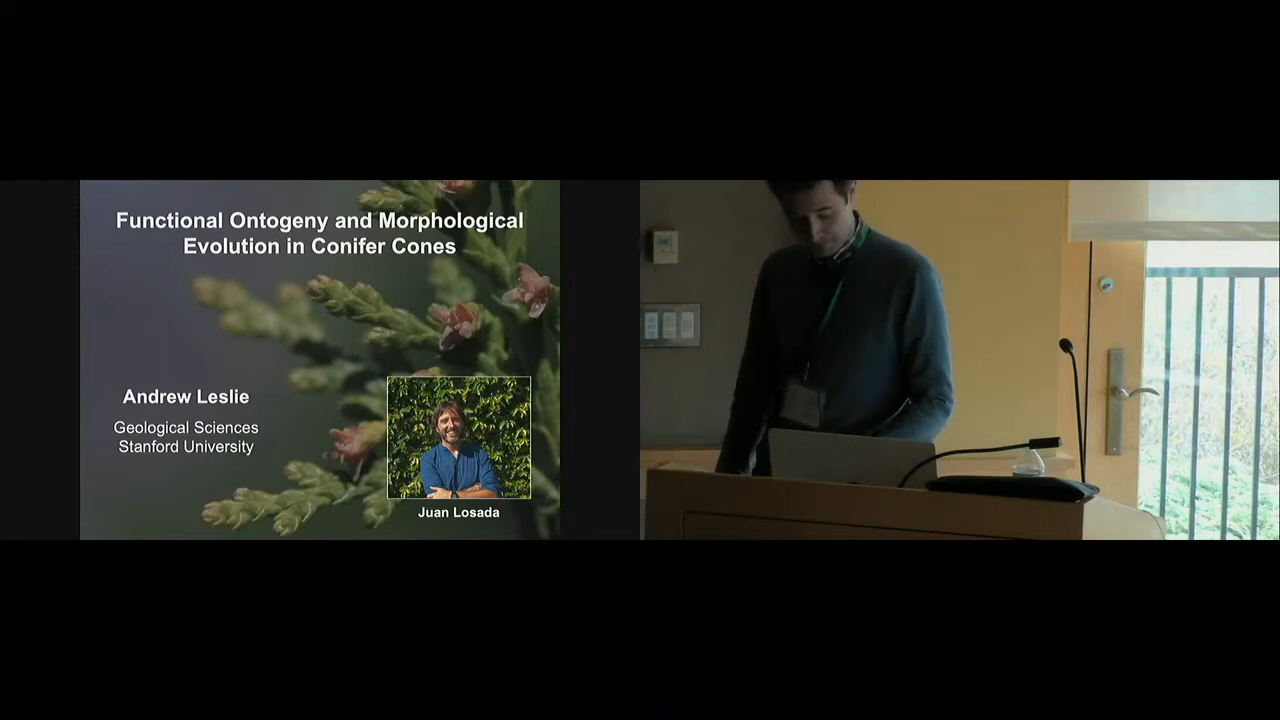 Functional Ontogeny and Morphological
Evolution in Conifer Cones
Andrew Leslie
Geological Sciences
Stanford University
Juan Losada